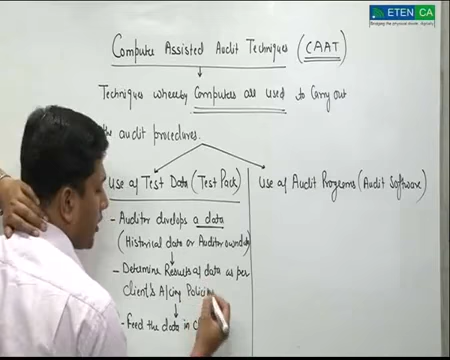 ETEN CA
Computer Assisted Audit Techniques (CAAT)
Techniques whereby Computers are used to Carry out
the audit procedures.
Use of Test Data (Test Pack)
Use of Audit Programs (Audit Software)
- Auditor develops a data
(Historical data or Auditor own data)
- Determine Results of data as per
Client's A/cing Policies
- Feed the data in